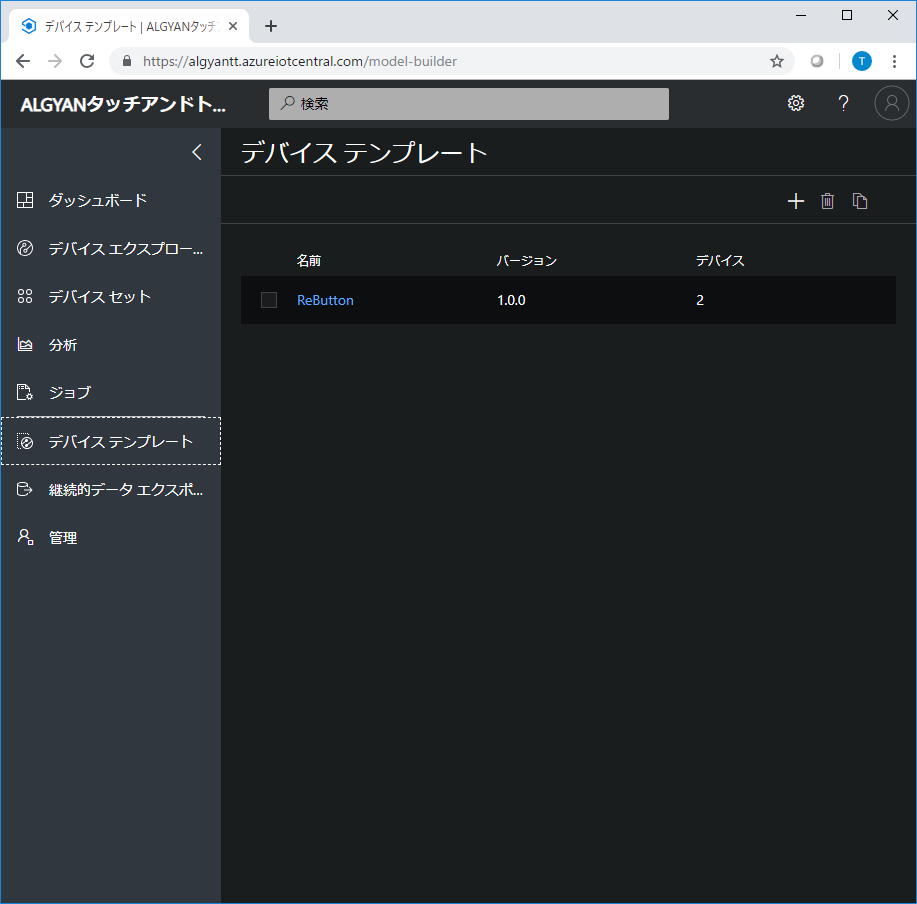 デバイス テンプレート | ALGYANタッチ
https://algyantt.azureiotcentral.com/model-builder
T
ALGYANタッチアンドト...
検索
?
デバイス テンプレート
ダッシュボード
デバイス エクスプロー...
デバイス セット
分析
ジョブ
デバイス テンプレート
継続的データ エクスポ...
管理
名前 バージョン デバイス
ReButton 1.0.0 2